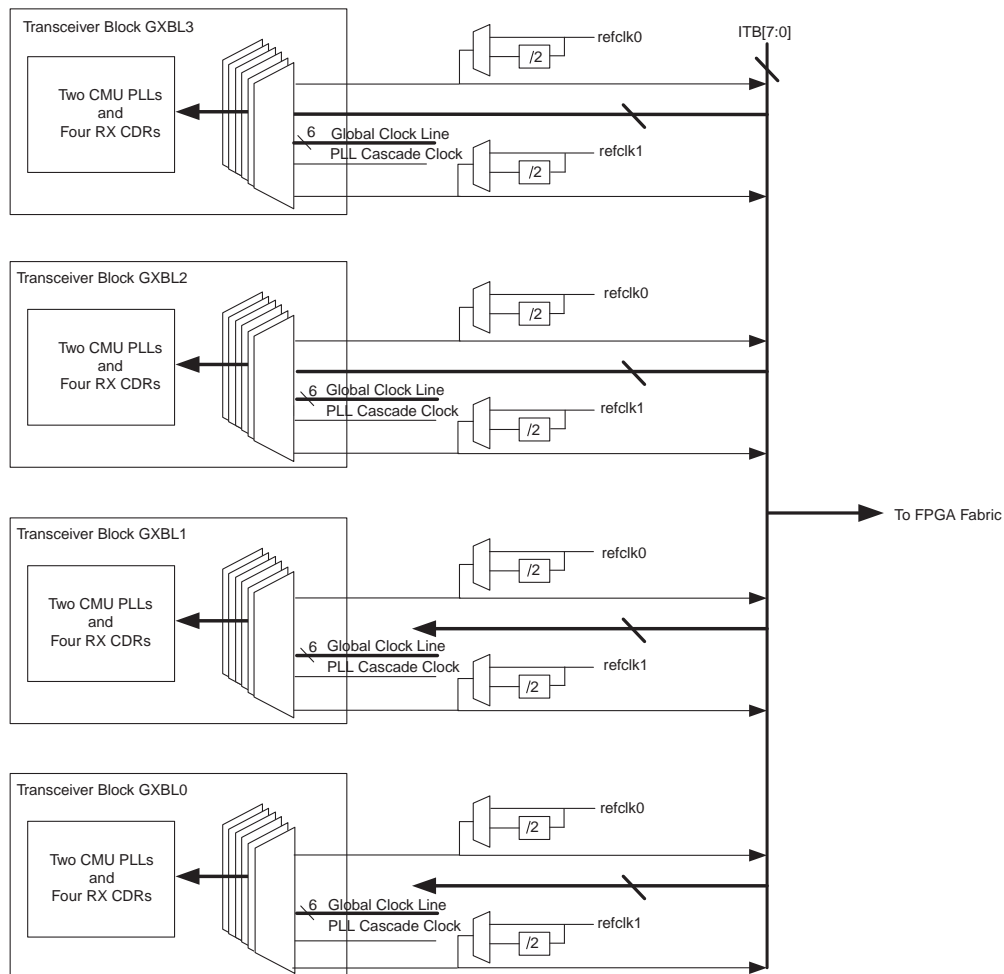 Transceiver Block GXBL3
Two CMU PLLs
and
Four RX CDRs
6 Global Clock Line
PLL Cascade Clock
/2
refclk0
/2
refclk1
ITB[7:0]
Transceiver Block GXBL2
Two CMU PLLs
and
Four RX CDRs
6 Global Clock Line
PLL Cascade Clock
/2
refclk0
/2
refclk1
To FPGA Fabric
Transceiver Block GXBL1
Two CMU PLLs
and
Four RX CDRs
6 Global Clock Line
PLL Cascade Clock
/2
refclk0
/2
refclk1
Transceiver Block GXBL0
Two CMU PLLs
and
Four RX CDRs
6 Global Clock Line
PLL Cascade Clock
/2
refclk0
/2
refclk1